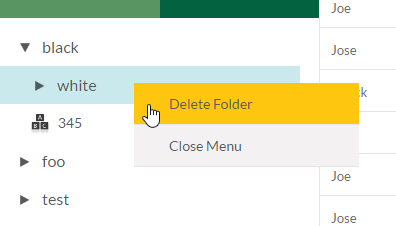 black
white
345
foo
test
Delete Folder
Close Menu
Joe
Jose
Joe
Jose